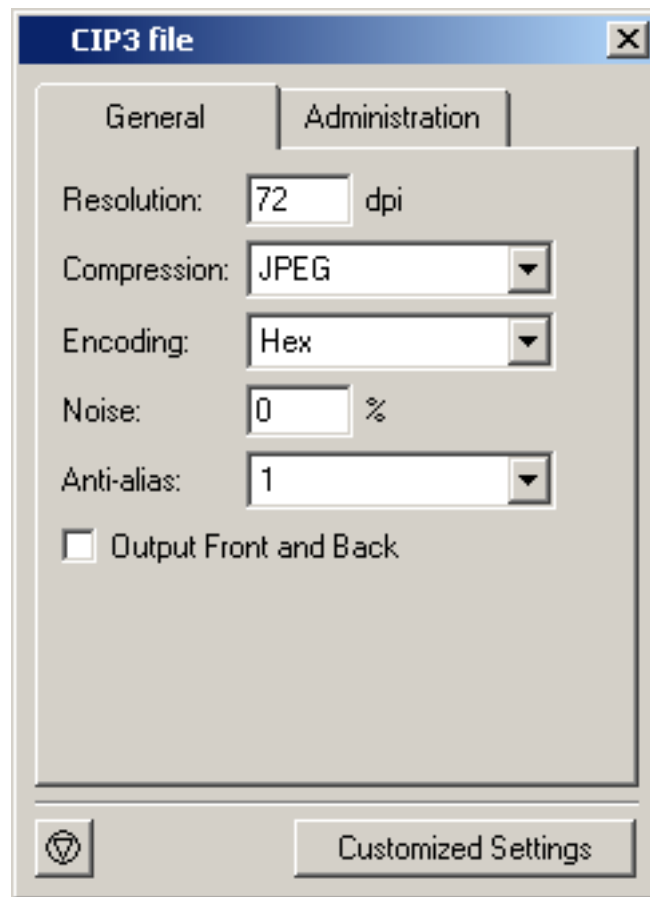 CIP3 file
General Administration
Resolution: 72 dpi
Compression: JPEG
Encoding: Hex
Noise: 0 %
Anti-alias: 1
Output Front and Back
Customized Settings